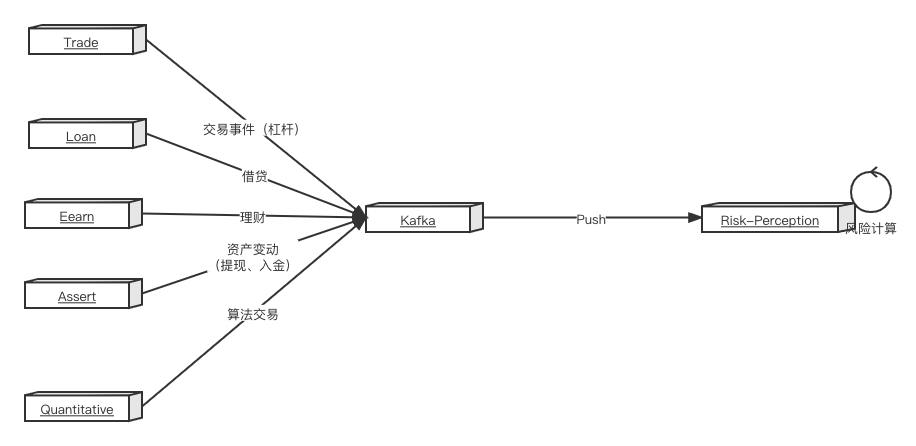 Trade
交易事件（杠杆）
Loan
借贷
Eearn
理财
Kafka
Push
Risk-Perception
风险计算
资产变动
（提现、入金）
Assert
算法交易
Quantitative